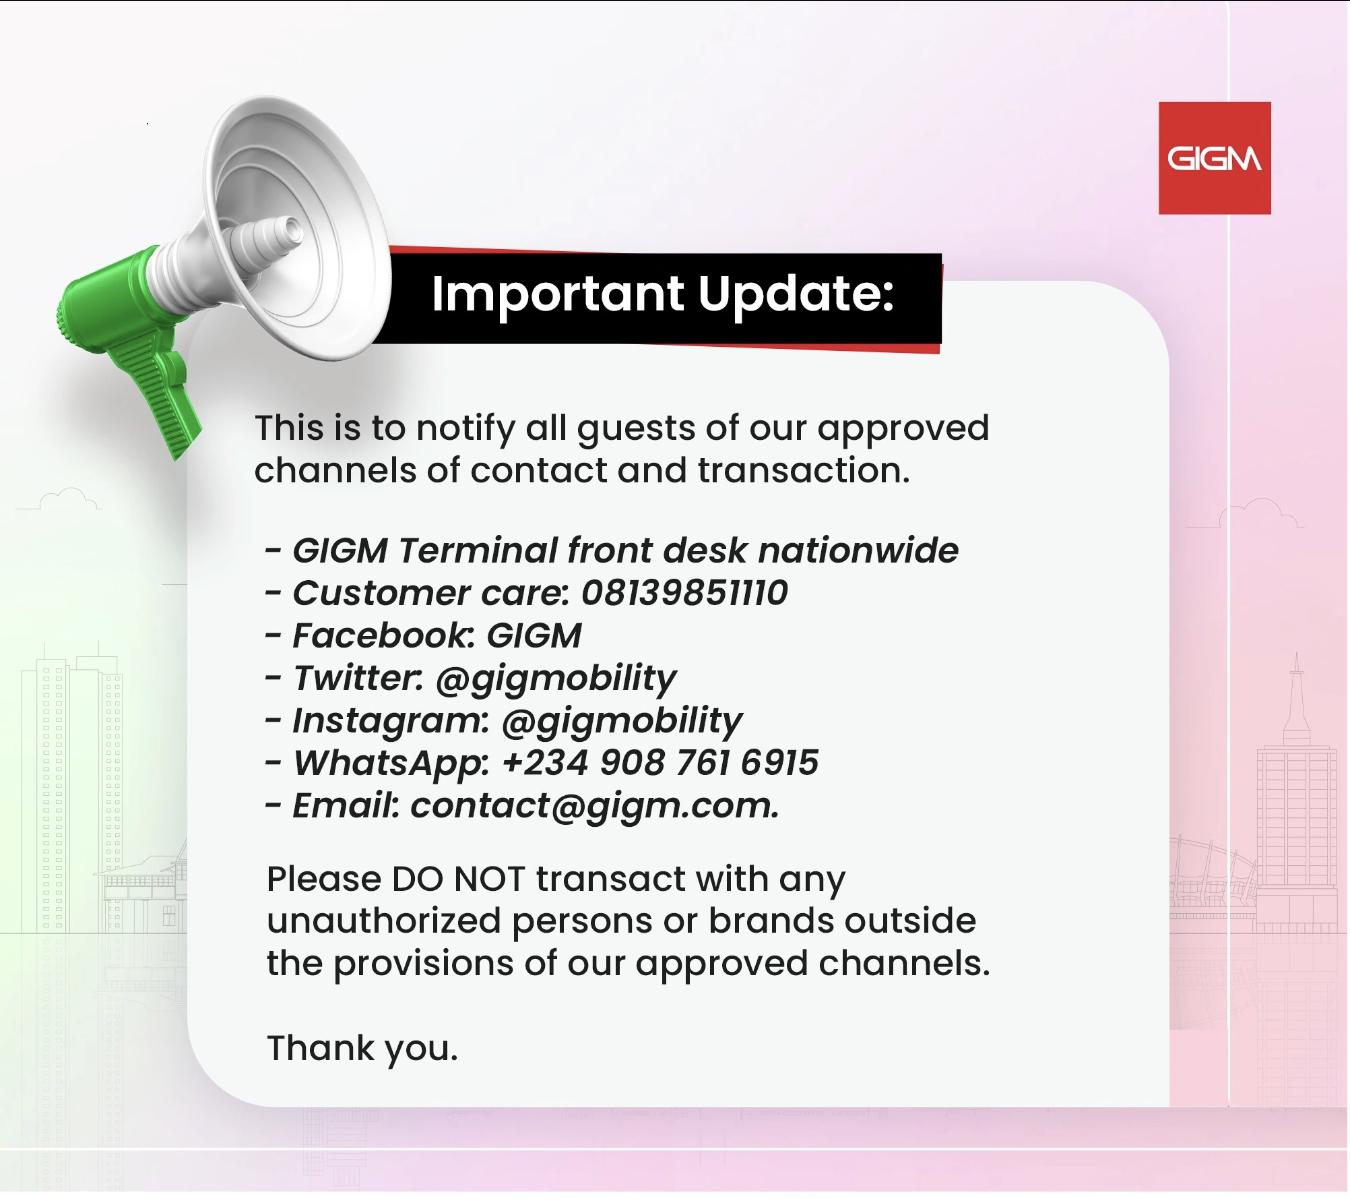 GIGM
Important Update:
This is to notify all guests of our approved
channels of contact and transaction.
- GIGM Terminal front desk nationwide
- Customer care: 08139851110
- Facebook: GIGM
- Twitter: @gigmobility
- Instagram: @gigmobility
- WhatsApp: +234 908 761 6915
- Email: contact@gigm.com.
Please DO NOT transact with any
unauthorized persons or brands outside
the provisions of our approved channels.
Thank you.